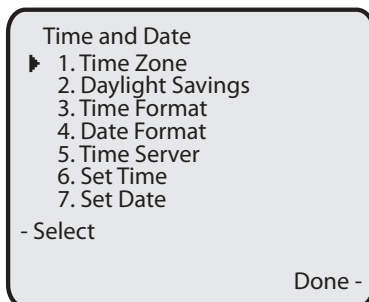 Time and Date
1. Time Zone
2. Daylight Savings
3. Time Format
4. Date Format
5. Time Server
6. Set Time
7. Set Date
- Select
Done -